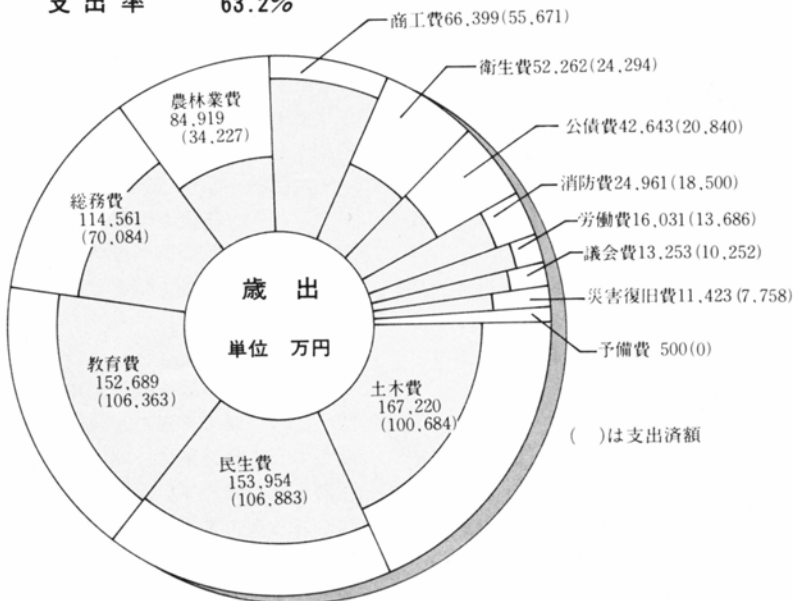 支出率 63.2%
商工費66,399(55,671)
衛生費52,262(24,294)
公債費42,643(20,840)
消防費24,961(18,500)
労働費16,031(13,686)
議会費13,253(10,252)
災害復旧費11,423(7,758)
予備費 500(0)
土木費
167,220
(100,684)
民生費
153,954
(106,883)
教育費
152,689
(106,363)
総務費
114,561
(70,084)
農林業費
84,919
(34,227)
歳出
単位 万円
( )は支出済額